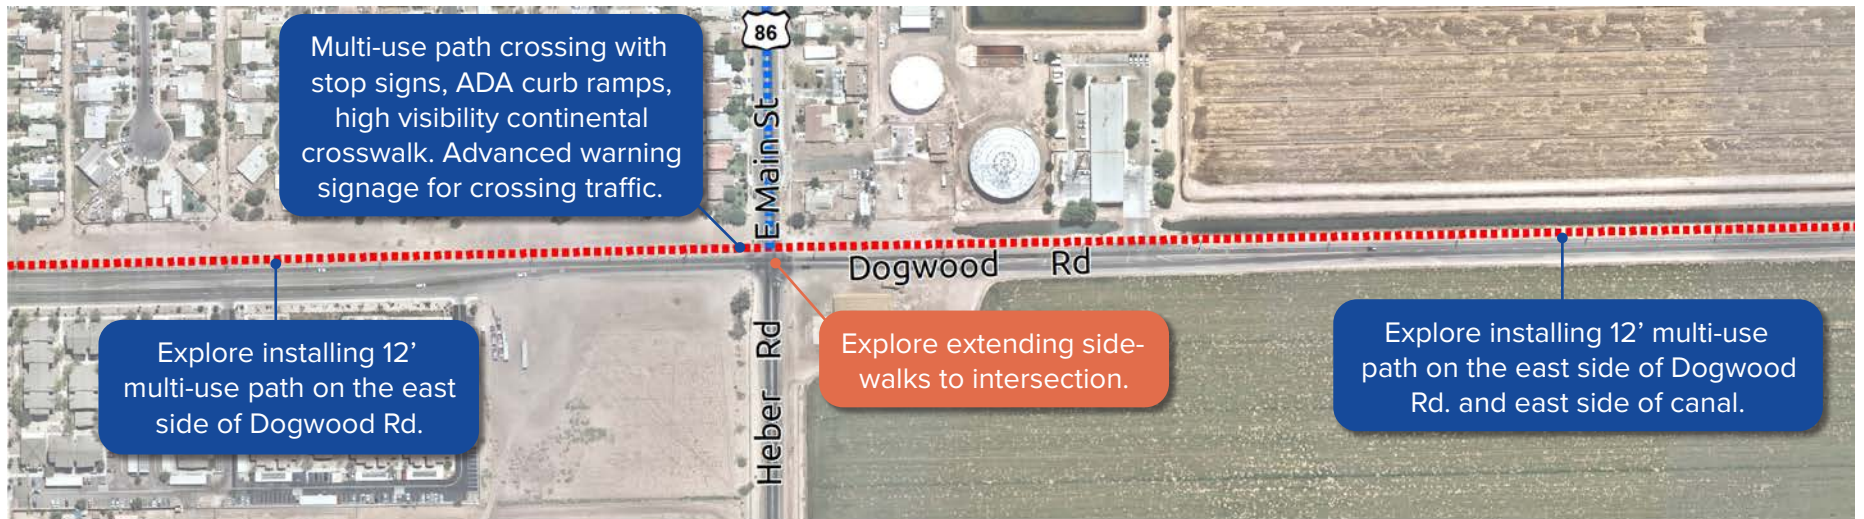 86
Multi-use path crossing with
stop signs, ADA curb ramps,
high visibility continental
crosswalk. Advanced warning
signage for crossing traffic.
E Main St
Dogwood Rd
Heber Rd
Explore installing 12’
multi-use path on the east
side of Dogwood Rd.
Explore extending side-
walks to intersection.
Explore installing 12’ multi-use
path on the east side of Dogwood
Rd. and east side of canal.